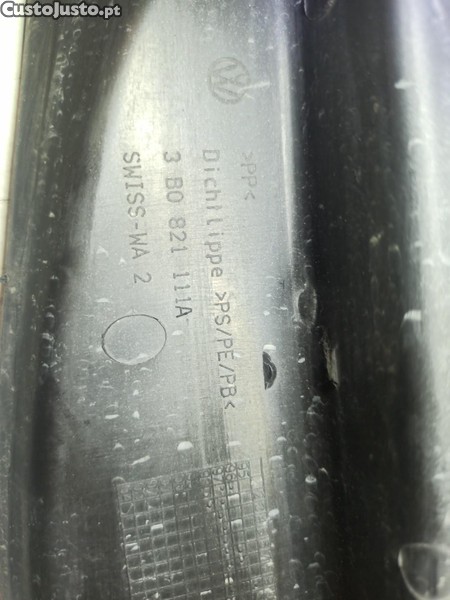 CustoJusto.pt
>PP<
Dichtlippe >PS/PE/PB<
3 B0 821 111A
SWISS-WA 2